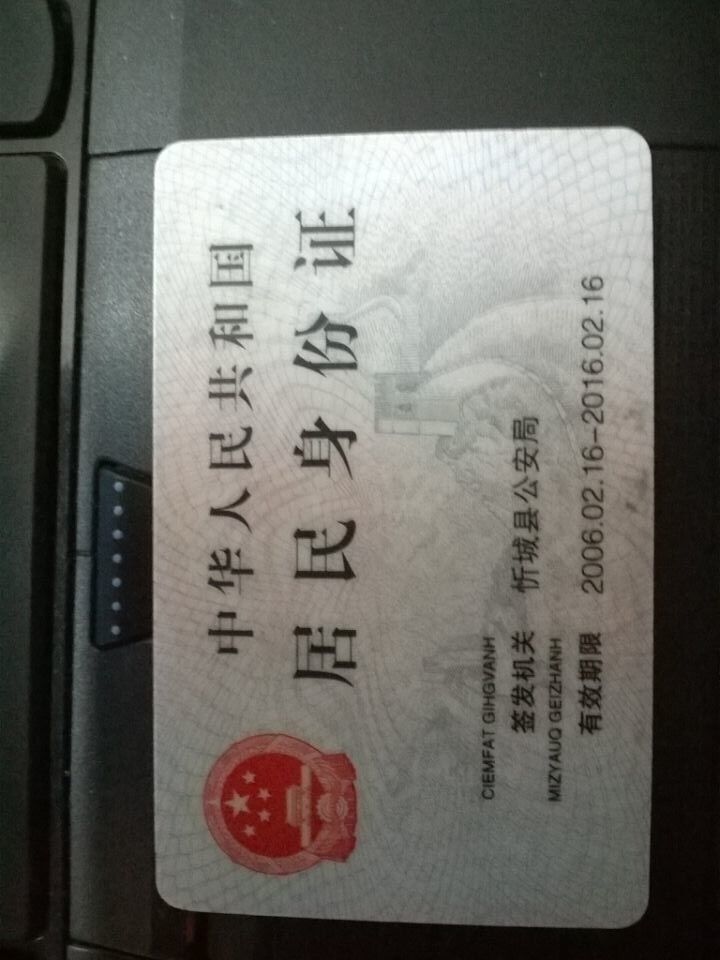 中华人民共和国
居民身份证
CIEMFAT GIHGVANH
签发机关 忻城县公安局
MIZYAUQ GEIZHANH
有效期限 2006.02.16-2016.02.16